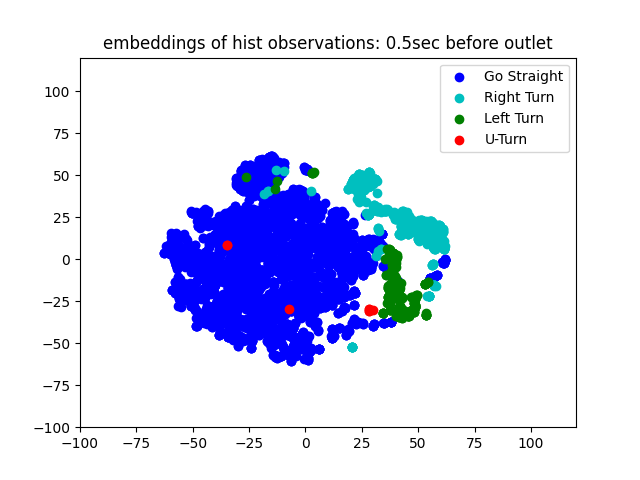 embeddings of hist observations: 0.5sec before outlet
Go Straight
Right Turn
Left Turn
U-Turn
100
75
50
25
0
−25
−50
−75
−100
−100 −75 −50 −25 0 25 50 75 100